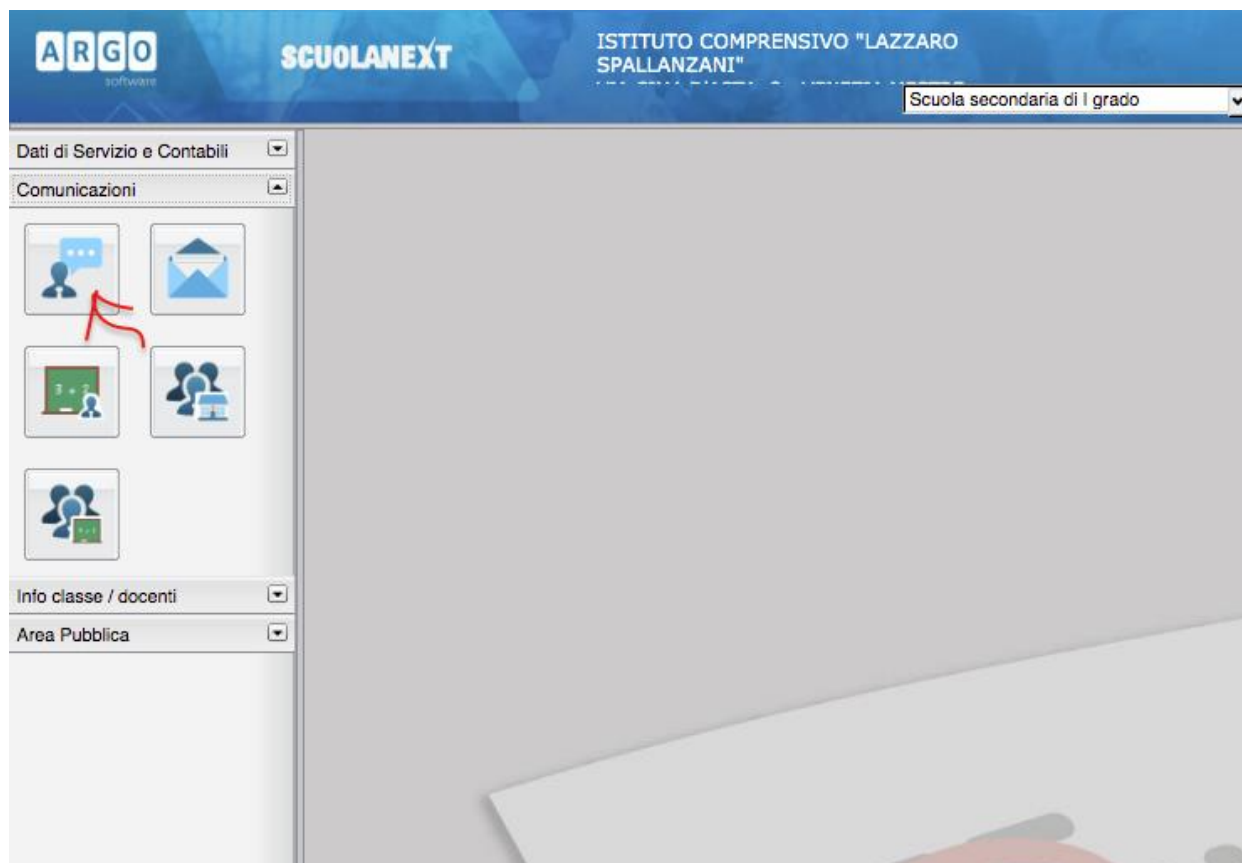 ARGO
software
SCUOLANEXT
ISTITUTO COMPRENSIVO "LAZZARO
SPALLANZANI"
Scuola secondaria di I grado
Dati di Servizio e Contabili
Comunicazioni
Info classe / docenti
Area Pubblica